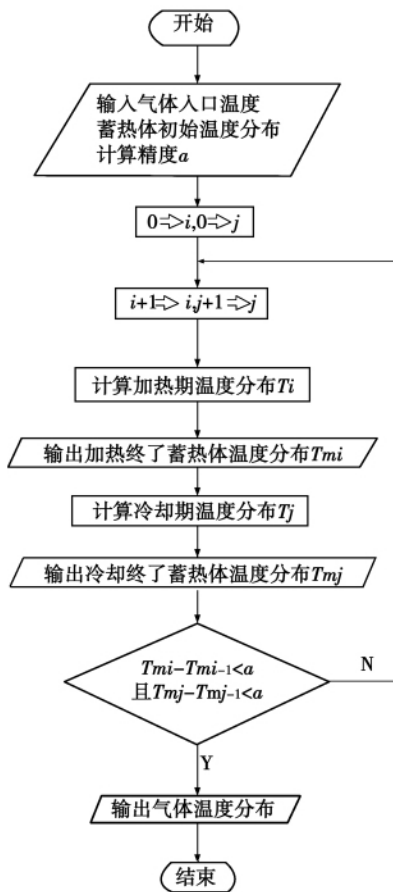 开始
输入气体入口温度
蓄热体初始温度分布
计算精度a
0=>i,0=>j
i+1=> i,j+1=>j
计算加热期温度分布Ti
输出加热终了蓄热体温度分布Tmi
计算冷却期温度分布Tj
输出冷却终了蓄热体温度分布Tmj
Tmi-Tmi-1<a
且Tmj-Tmj-1<a
N
Y
输出气体温度分布
结束